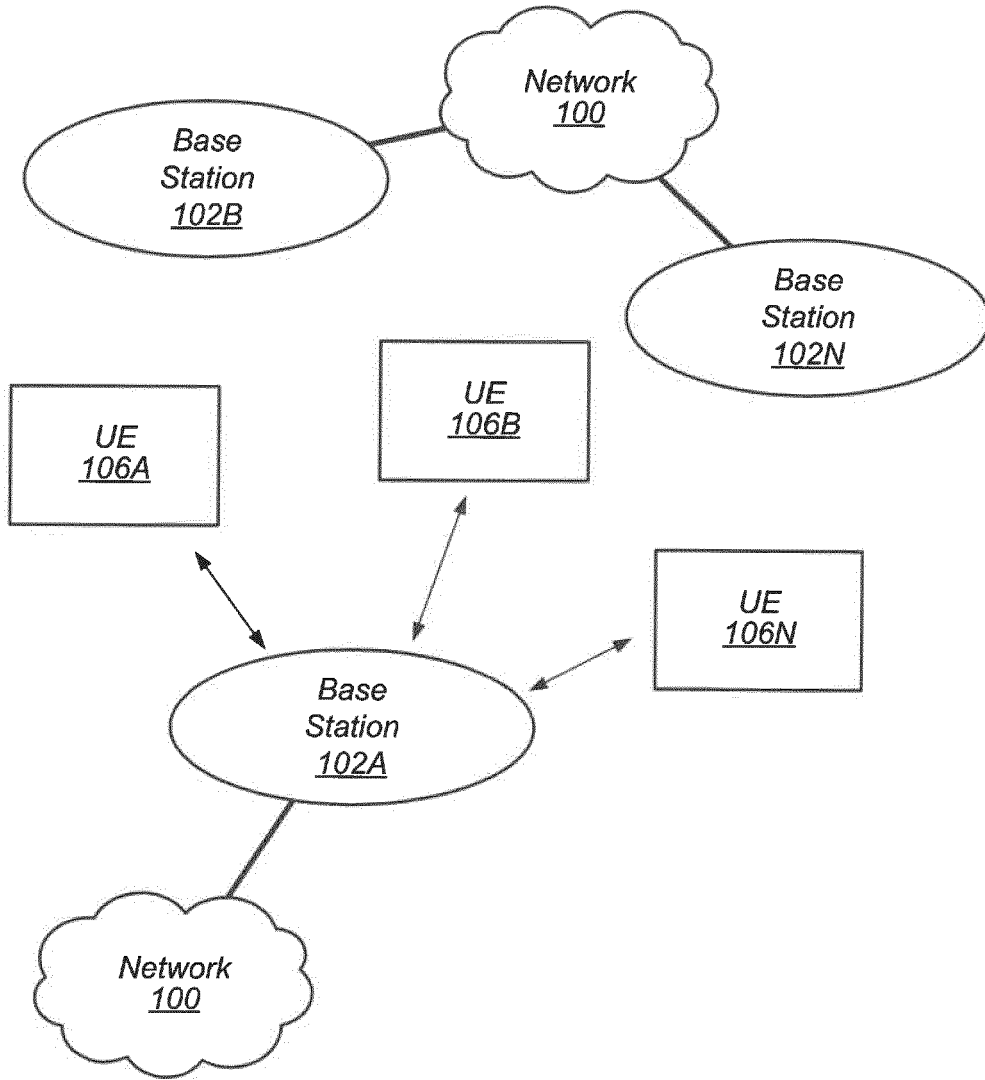 Network
100
Base
Station
102B
Base
Station
102N
UE
106B
UE
106A
UE
106N
Base
Station
102A
Network
100